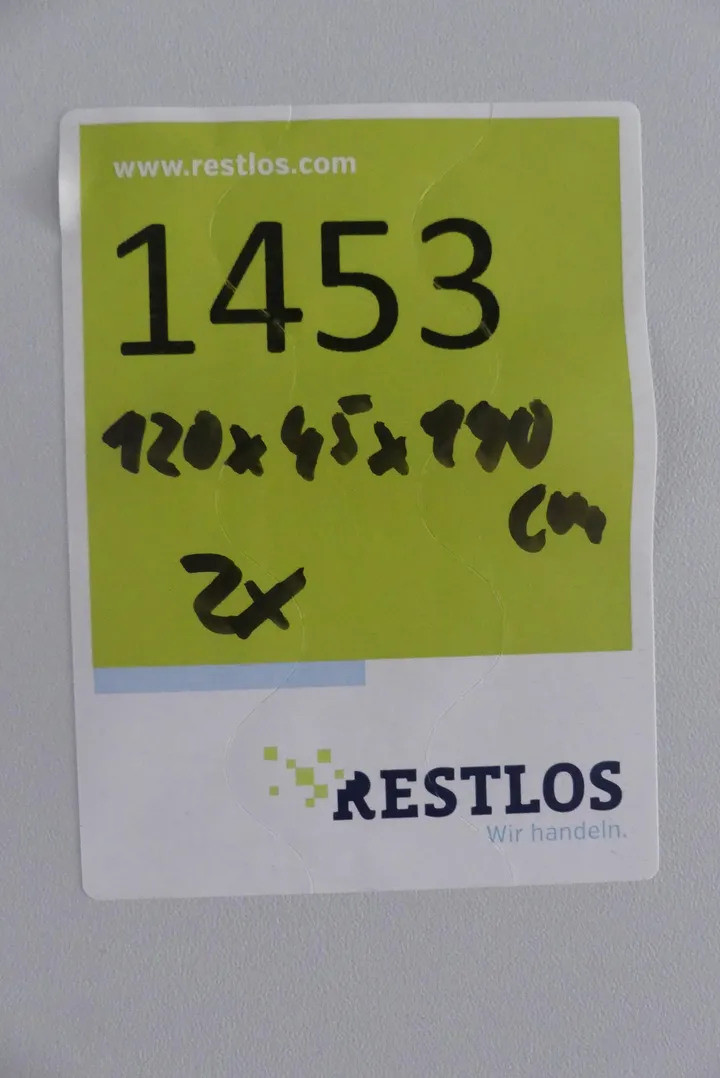 www.restlos.com
1453
120x45x190
cm
2x
RESTLOS
Wir handeln.